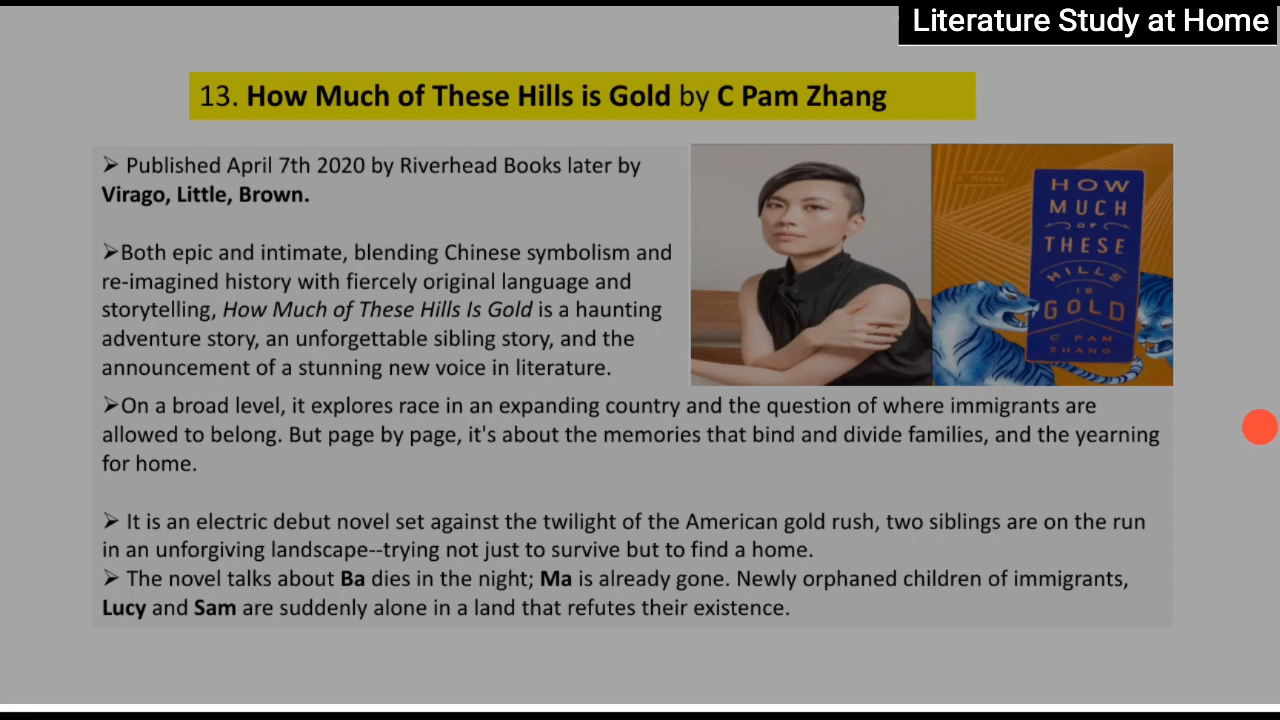 Literature Study at Home
13. How Much of These Hills is Gold by C Pam Zhang
➢ Published April 7th 2020 by Riverhead Books later by
Virago, Little, Brown.
➢Both epic and intimate, blending Chinese symbolism and
re-imagined history with fiercely original language and
storytelling, How Much of These Hills Is Gold is a haunting
adventure story, an unforgettable sibling story, and the
announcement of a stunning new voice in literature.
A NOVEL
HOW
MUCH
OF
THESE
HILLS
IS
GOLD
C PAM
ZHANG
➢On a broad level, it explores race in an expanding country and the question of where immigrants are
allowed to belong. But page by page, it's about the memories that bind and divide families, and the yearning
for home.
➢ It is an electric debut novel set against the twilight of the American gold rush, two siblings are on the run
in an unforgiving landscape--trying not just to survive but to find a home.
➢ The novel talks about Ba dies in the night; Ma is already gone. Newly orphaned children of immigrants,
Lucy and Sam are suddenly alone in a land that refutes their existence.